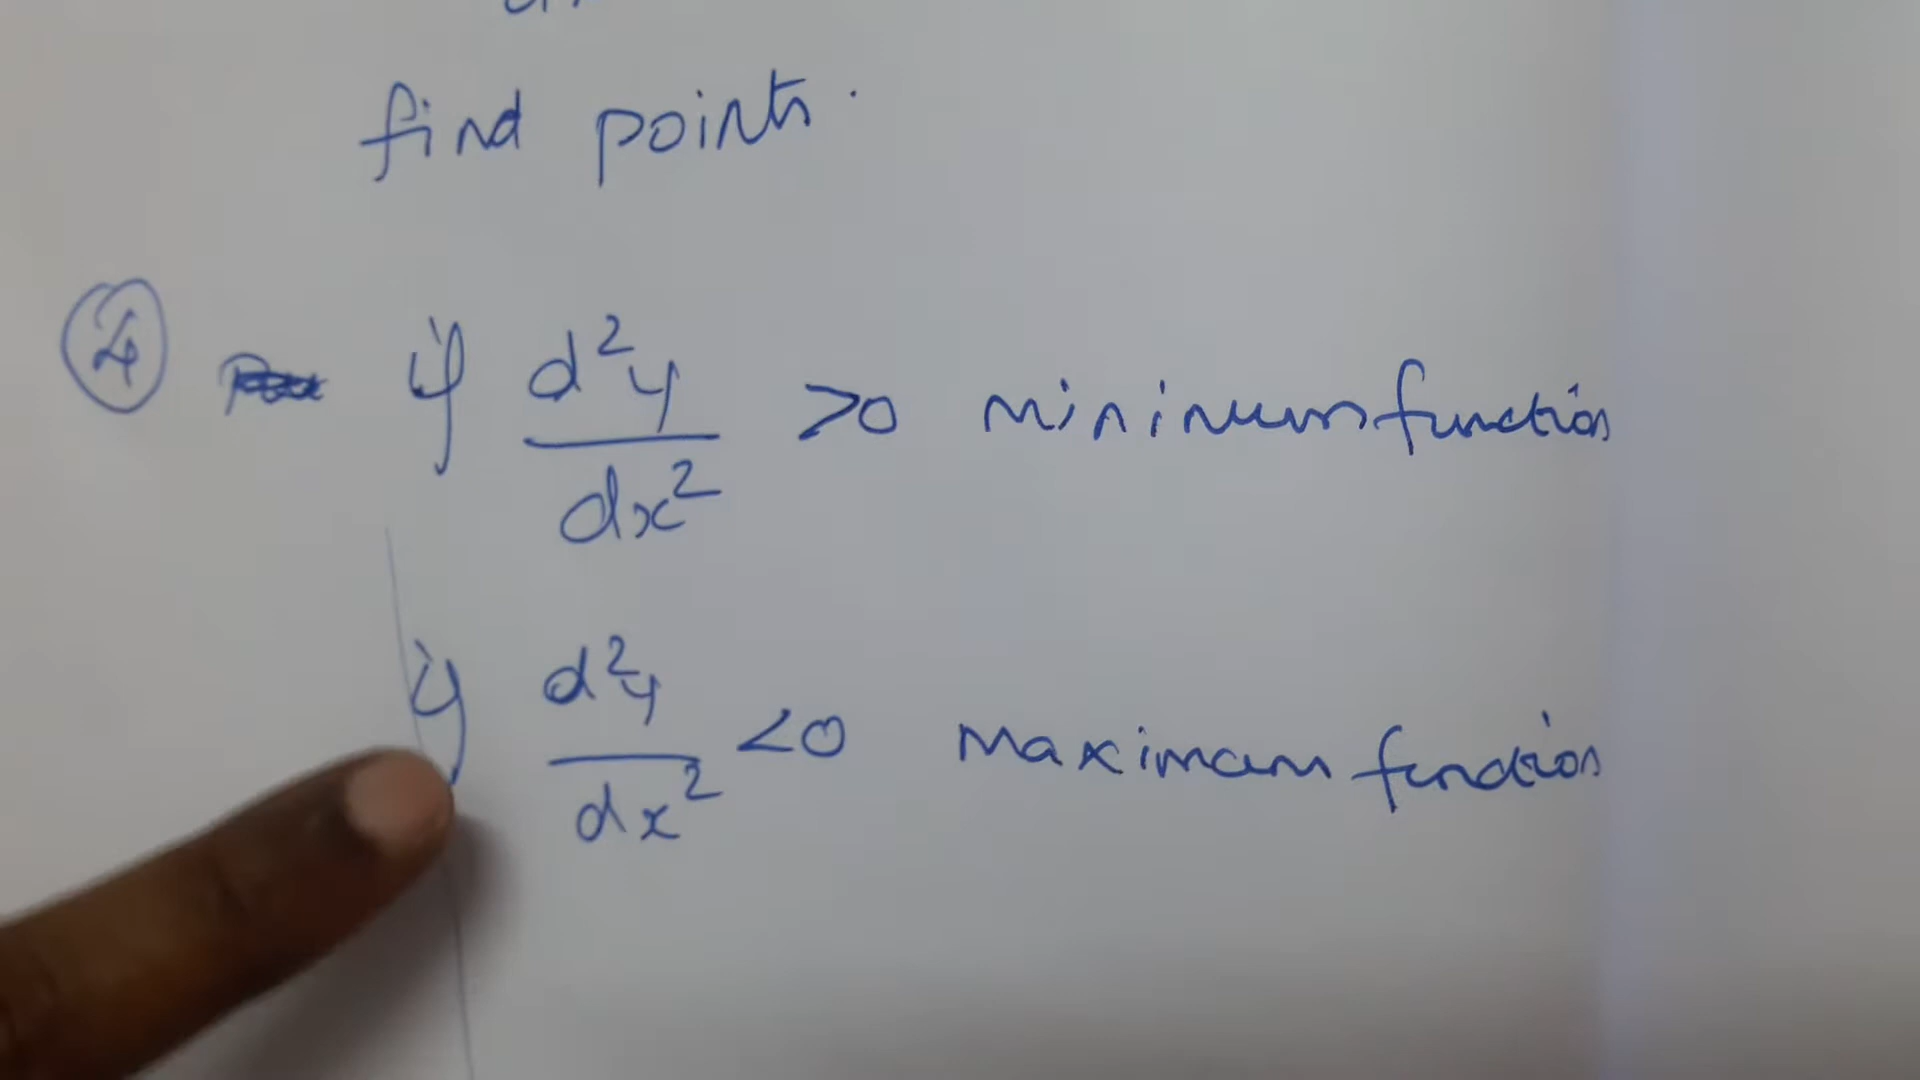 find points.
④ if d²y/dx² >0 minimum function
if d²y/dx² <0 maximum function